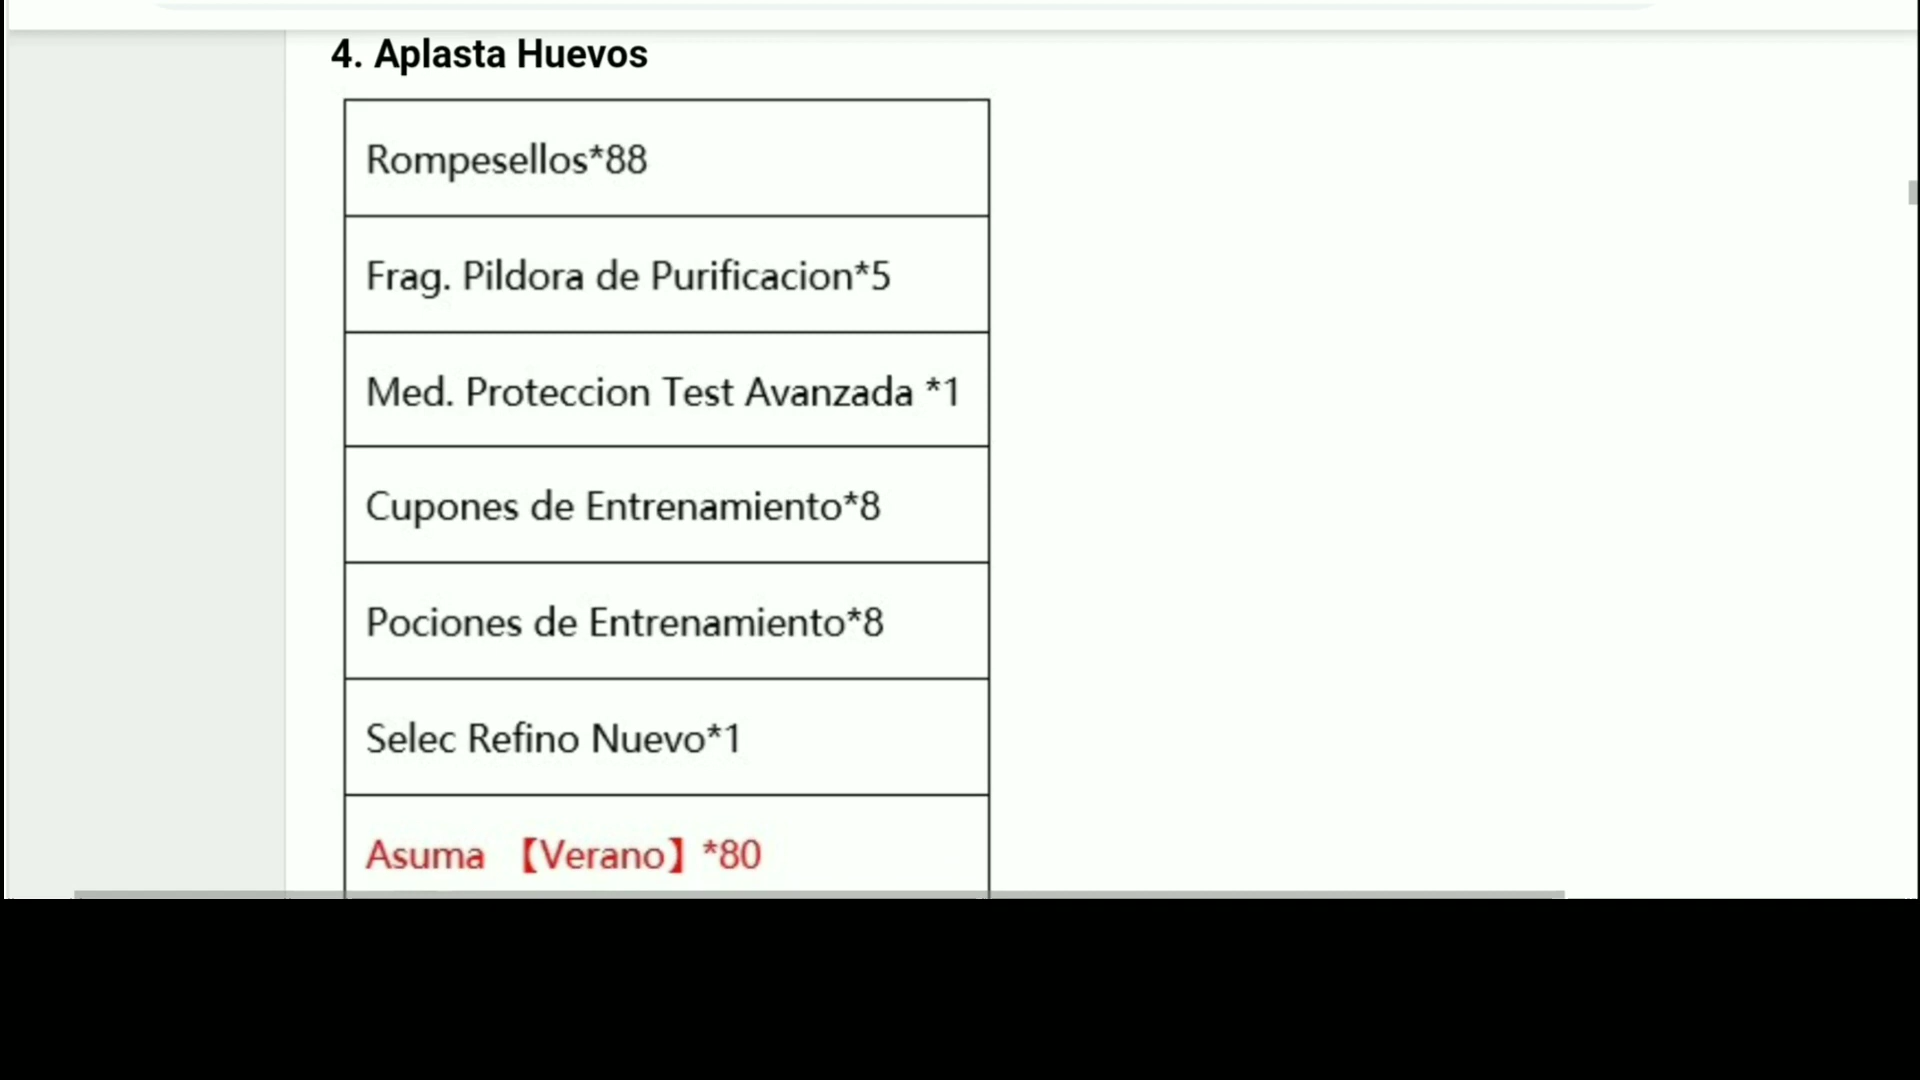 4. Aplasta Huevos
Rompesellos*88
Frag. Pildora de Purificacion*5
Med. Proteccion Test Avanzada *1
Cupones de Entrenamiento*8
Pociones de Entrenamiento*8
Selec Refino Nuevo*1
Asuma 【Verano】*80